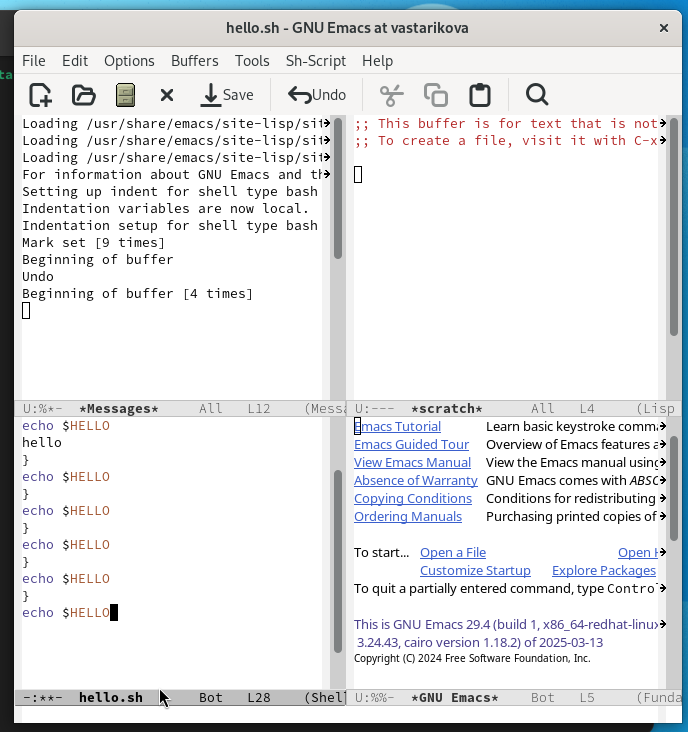 ta
hello.sh - GNU Emacs at vastarikova
File Edit Options Buffers Tools Sh-Script Help
Save Undo
Loading /usr/share/emacs/site-lisp/sit
Loading /usr/share/emacs/site-lisp/sit
Loading /usr/share/emacs/site-lisp/sit
For information about GNU Emacs and th
Setting up indent for shell type bash
Indentation variables are now local.
Indentation setup for shell type bash
Mark set [9 times]
Beginning of buffer
Undo
Beginning of buffer [4 times]
U:%*- *Messages* All L12 (Messa
;; This buffer is for text that is not
;; To create a file, visit it with C-x
U:--- *scratch* All L4 (Lisp
echo $HELLO
hello
}
echo $HELLO
}
echo $HELLO
}
echo $HELLO
}
echo $HELLO
}
echo $HELLO
-:**- hello.sh Bot L28 (Shell
Emacs Tutorial Learn basic keystroke comma
Emacs Guided Tour Overview of Emacs features a
View Emacs Manual View the Emacs manual using
Absence of Warranty GNU Emacs comes with ABSO
Copying Conditions Conditions for redistributing
Ordering Manuals Purchasing printed copies of
To start... Open a File Open H
Customize Startup Explore Packages
To quit a partially entered command, type Contro
This is GNU Emacs 29.4 (build 1, x86_64-redhat-linux
3.24.43, cairo version 1.18.2) of 2025-03-13
Copyright (C) 2024 Free Software Foundation, Inc.
U:%%- *GNU Emacs* Bot L5 (Funda